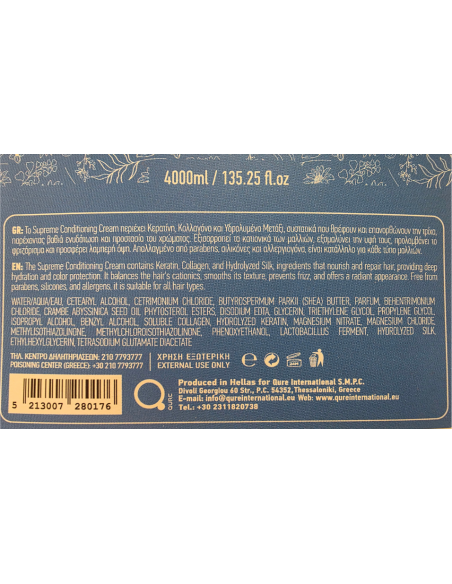 4000ml / 135.25 fl.oz
GR: Το Supreme Conditioning Cream περιέχει Κερατίνη, Κολλαγόνο και Υδρολυμένο Μετάξι, συστατικά που θρέφουν και επανορθώνουν την τρίχα,
παρέχοντας βαθιά ενυδάτωση και προστασία του χρώματος. Εξισορροπεί τα κατιονικά των μαλλιών, εξομαλύνει την υφή τους, προλαμβάνει το
φριζάρισμα και προσφέρει λαμπερή όψη. Απαλλαγμένο από parabens, σιλικόνες και αλλεργιογόνα, είναι κατάλληλο για κάθε τύπο μαλλιών.
EN: The Supreme Conditioning Cream contains Keratin, Collagen, and Hydrolyzed Silk, ingredients that nourish and repair hair, providing deep
hydration and color protection. It balances the hair's cationics, smooths its texture, prevents frizz, and offers a radiant appearance. Free from
parabens, silicones, and allergens, it is suitable for all hair types.
WATER/AQUA/EAU, CETEARYL ALCOHOL, CETRIMONIUM CHLORIDE, BUTYROSPERMUM PARKII (SHEA) BUTTER, PARFUM, BEHENTRIMONIUM
CHLORIDE, CRAMBE ABYSSINICA SEED OIL PHYTOSTEROL ESTERS, DISODIUM EDTA, GLYCERIN, TRIETHYLENE GLYCOL, PROPYLENE GLYCOL,
ISOPROPYL ALCOHOL, BENZYL ALCOHOL, SOLUBLE COLLAGEN, HYDROLYZED KERATIN, MAGNESIUM NITRATE, MAGNESIUM CHLORIDE,
METHYLISOTHIAZOLINONE, METHYLCHLOROISOTHIAZOLINONE, PHENOXYETHANOL, LACTOBACILLUS FERMENT, HYDROLYZED SILK,
ETHYLHEXYLGLYCERIN, TETRASODIUM GLUTAMATE DIACETATE
ΤΗΛ. ΚΕΝΤΡΟ ΔΗΛΗΤΗΡΙΑΣΕΩΝ: 210 7793777
POISONING CENTER (GREECE): +30 210 7793777
ΧΡΗΣΗ ΕΞΩΤΕΡΙΚΗ
EXTERNAL USE ONLY
5 213007 280176
QURE
Produced in Hellas for Qure International S.M.P.C.
Divoli Georgiou 60 Str., P.C. 54352, Thessaloniki, Greece
E-mail: info@qureinternational.eu Web: www.qureinternational.eu
Tel.: +30 2311820738